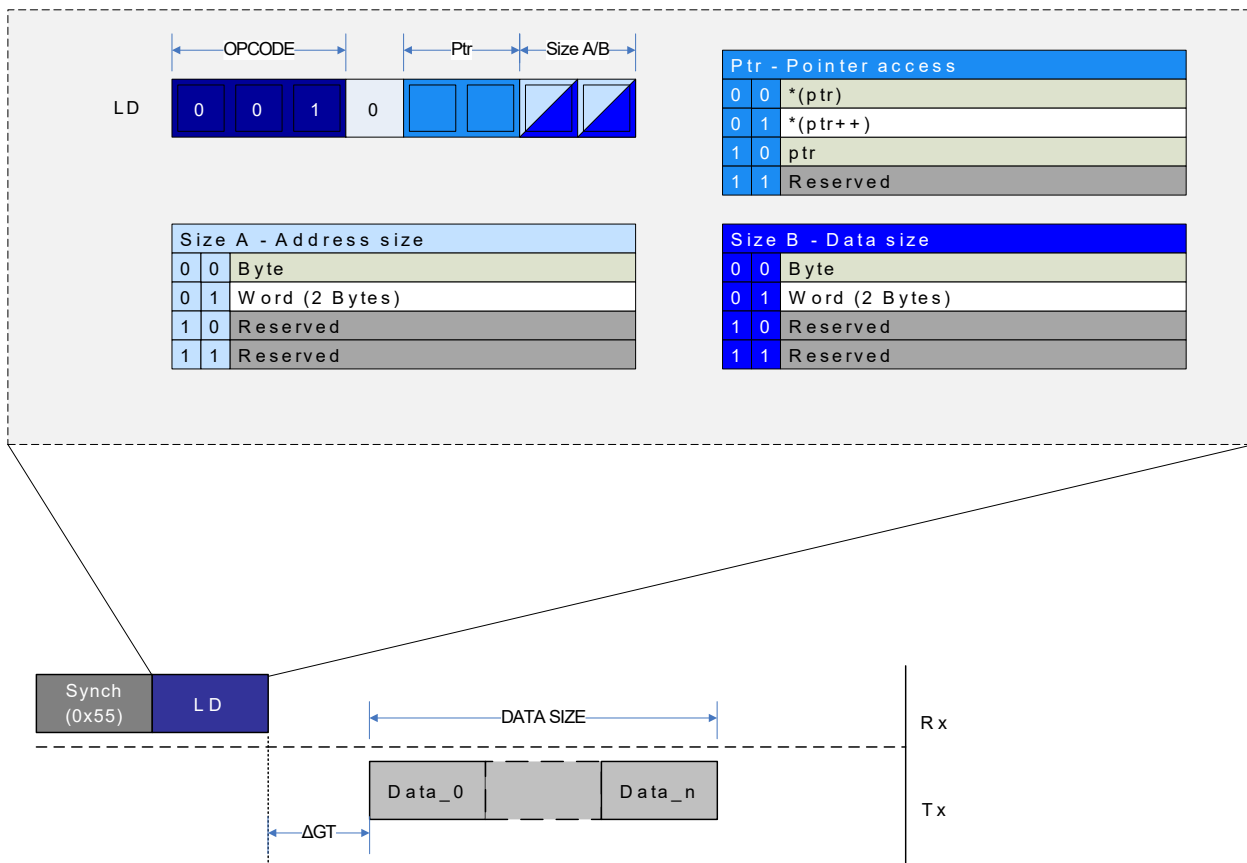 OPCODE Ptr Size A/B
LD 0 0 1 0
Ptr - Pointer access
0 0 *(ptr)
0 1 *(ptr++)
1 0 ptr
1 1 Reserved
Size A - Address size
0 0 Byte
0 1 Word (2 Bytes)
1 0 Reserved
1 1 Reserved
Size B - Data size
0 0 Byte
0 1 Word (2 Bytes)
1 0 Reserved
1 1 Reserved
Synch
(0x55)
LD
DATA SIZE
Rx
Data_0 Data_n
Tx
ΔGT